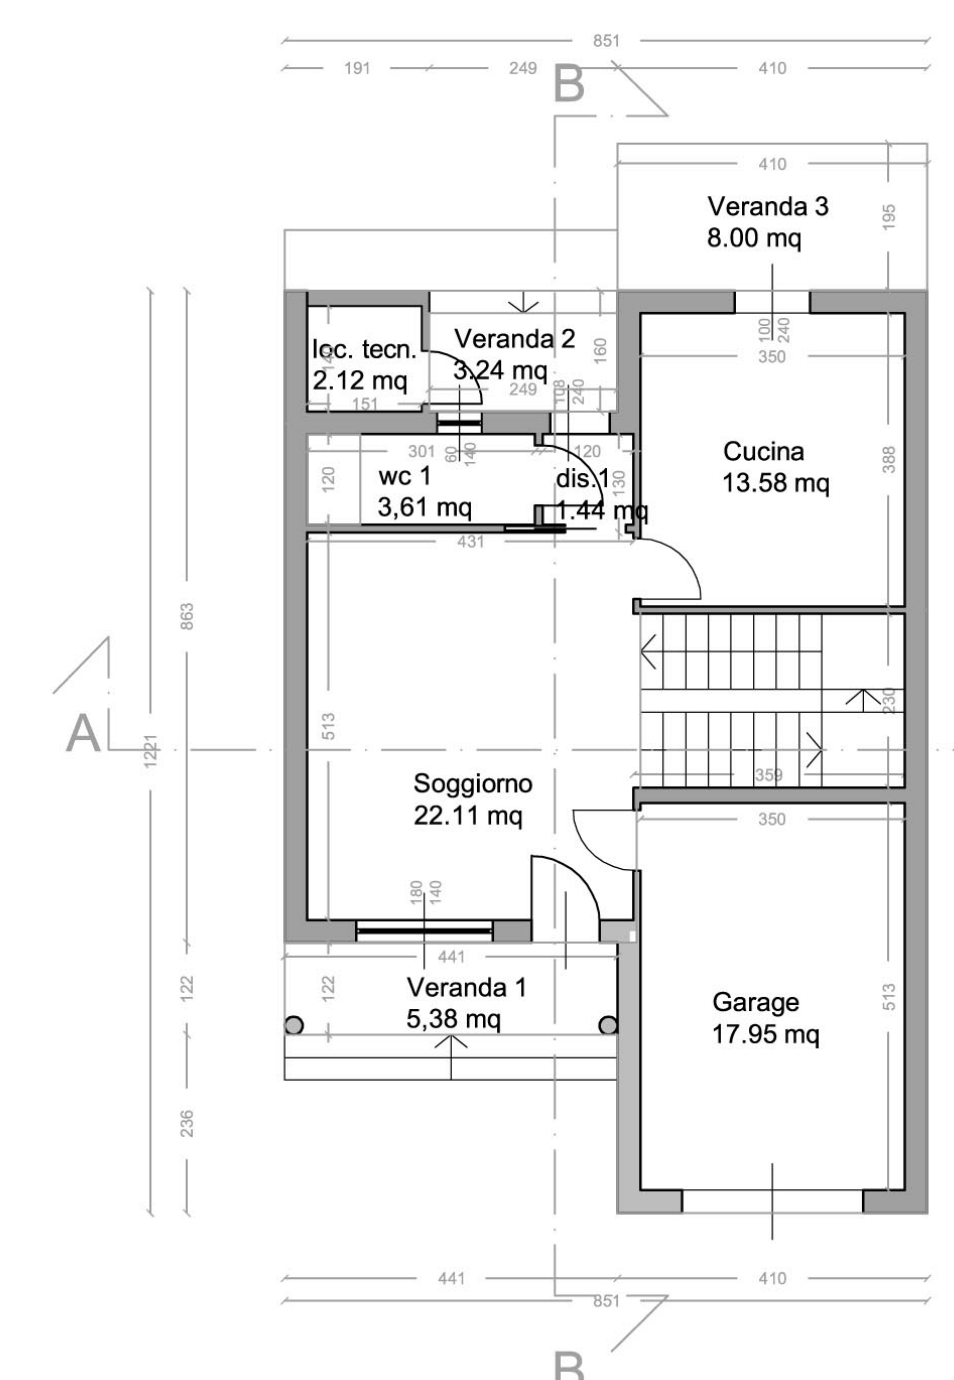 851
191
249
410
B
410
Veranda 3
8.00 mq
195
100
240
350
Veranda 2
3.24 mq
160
249
108
240
loc. tecn.
2.12 mq
140
151
301
60
140
120
wc 1
3,61 mq
120
dis.1
1.44 mq
130
Cucina
13.58 mq
388
431
863
513
A
1221
230
359
350
Soggiorno
22.11 mq
180
140
441
122
122
Veranda 1
5,38 mq
Garage
17.95 mq
513
236
441
410
851
B